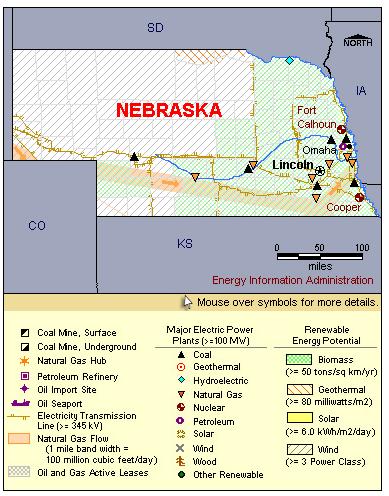 SD
NORTH
NEBRASKA
IA
Fort
Calhoun
Omaha
Lincoln
Cooper
CO
KS
0 50 100
miles
Energy Information Administration
Mouse over symbols for more details.
Coal Mine, Surface
Coal Mine, Underground
Natural Gas Hub
Petroleum Refinery
Oil Import Site
Oil Seaport
Electricity Transmission
Line (>= 345 kV)
Natural Gas Flow
(1 mile band width =
100 million cubic feet/day)
Oil and Gas Active Leases
Major Electric Power
Plants (>=100 MW)
Coal
Geothermal
Hydroelectric
Natural Gas
Nuclear
Petroleum
Solar
Wind
Wood
Other Renewable
Renewable
Energy Potential
Biomass
(>= 50 tons/sq km/year)
Geothermal
(>= 80 milliwatts/m2)
Solar
(>= 6.0 kWh/m2/day)
Wind
(>= 3 Power Class)